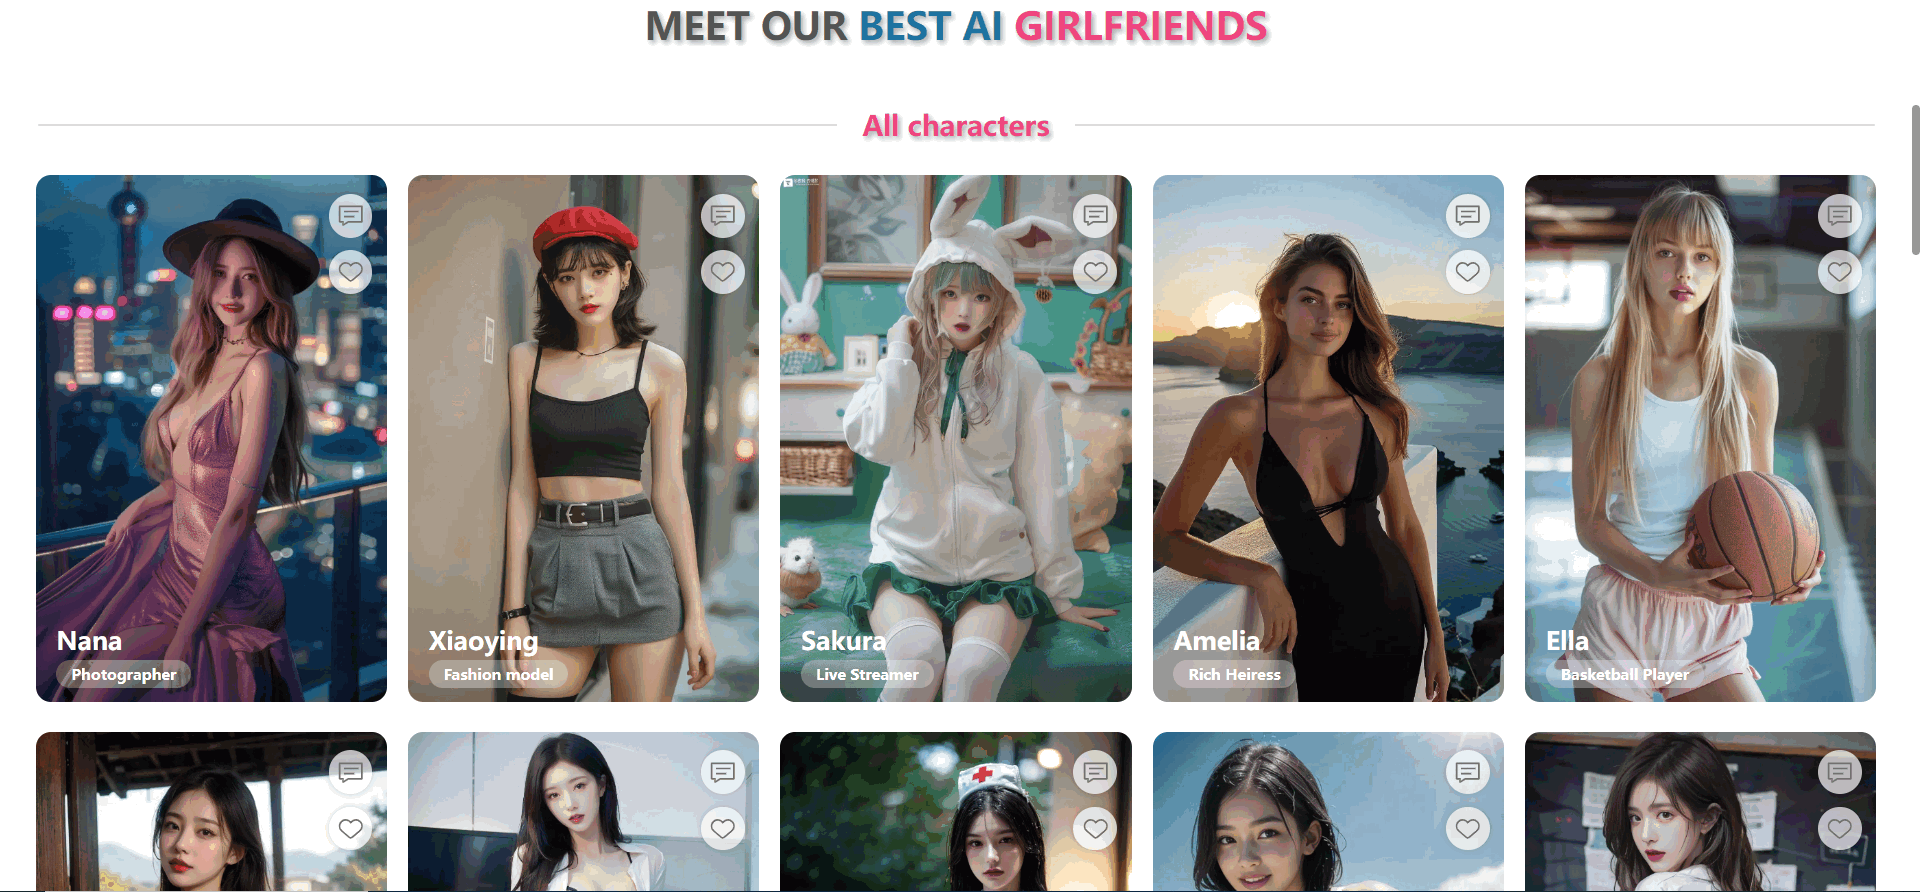 MEET OUR BEST AI GIRLFRIENDS
All characters
Nana
Photographer
Xiaoying
Fashion model
Sakura
Live Streamer
Amelia
Rich Heiress
Ella
Basketball Player